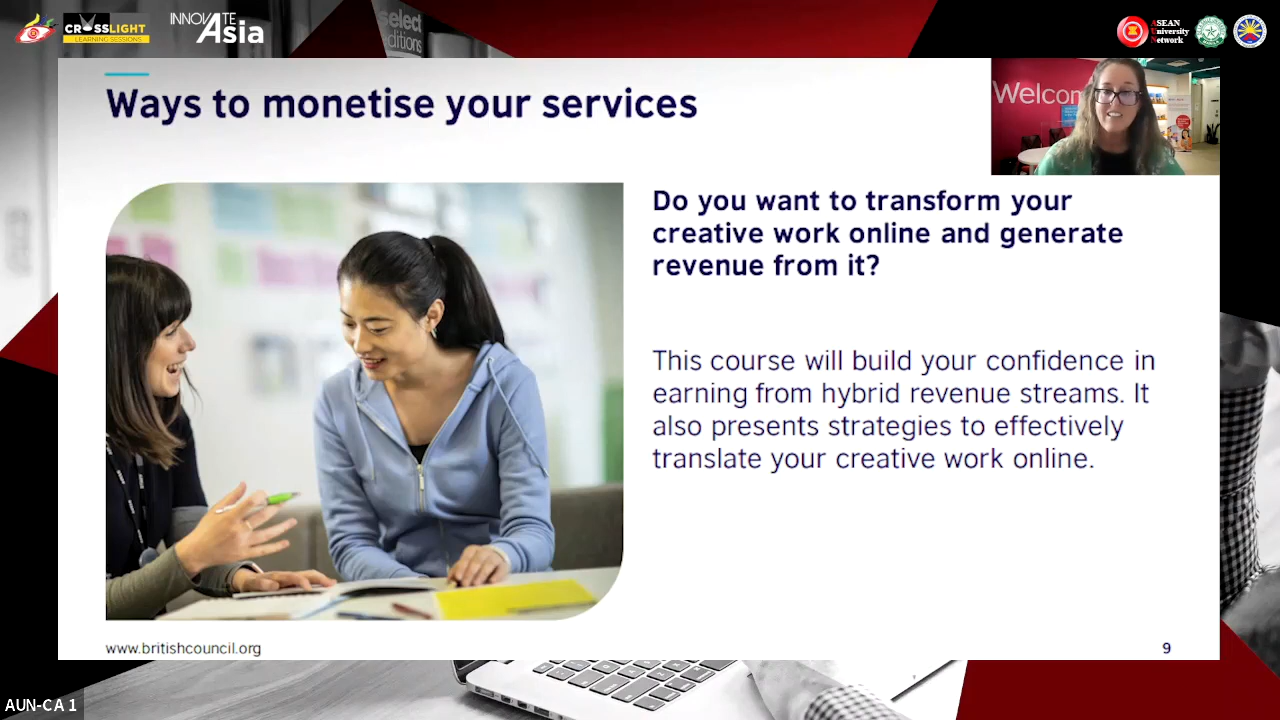 CROSSLIGHT
LEARNING SESSIONS
INNOVATE
Asia
select
editions
ASEAN
University
Network
Welcom
Ways to monetise your services
Do you want to transform your
creative work online and generate
revenue from it?
This course will build your confidence in
earning from hybrid revenue streams. It
also presents strategies to effectively
translate your creative work online.
www.britishcouncil.org
9
AUN-CA 1